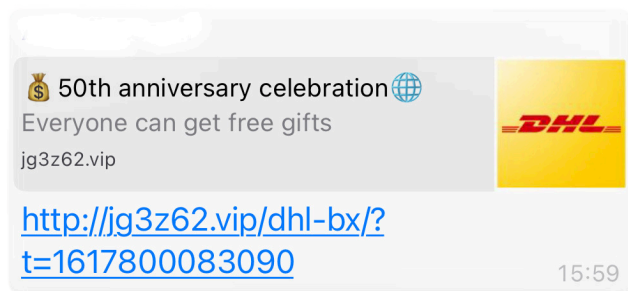 💰 50th anniversary celebration🌐
Everyone can get free gifts
jg3z62.vip
DHL
http://jg3z62.vip/dhl-bx/?
t=1617800083090
15:59